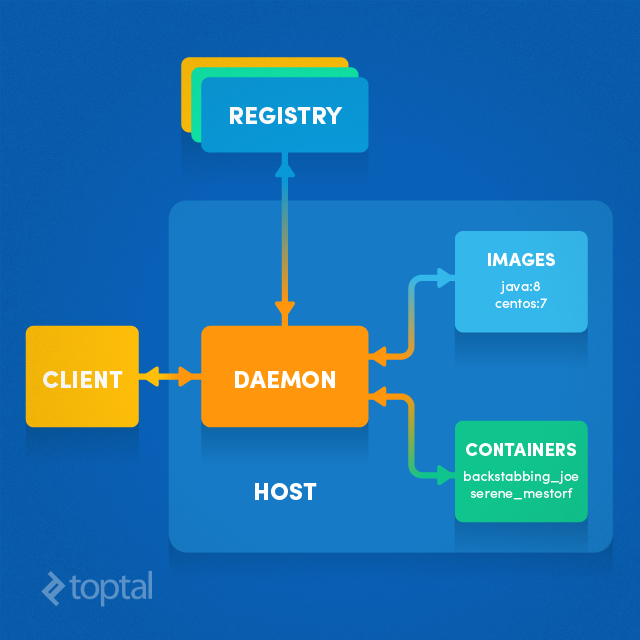 REGISTRY
IMAGES
java:8
centos:7
CLIENT
DAEMON
CONTAINERS
backstabbing_joe
serene_mestorf
HOST
toptal